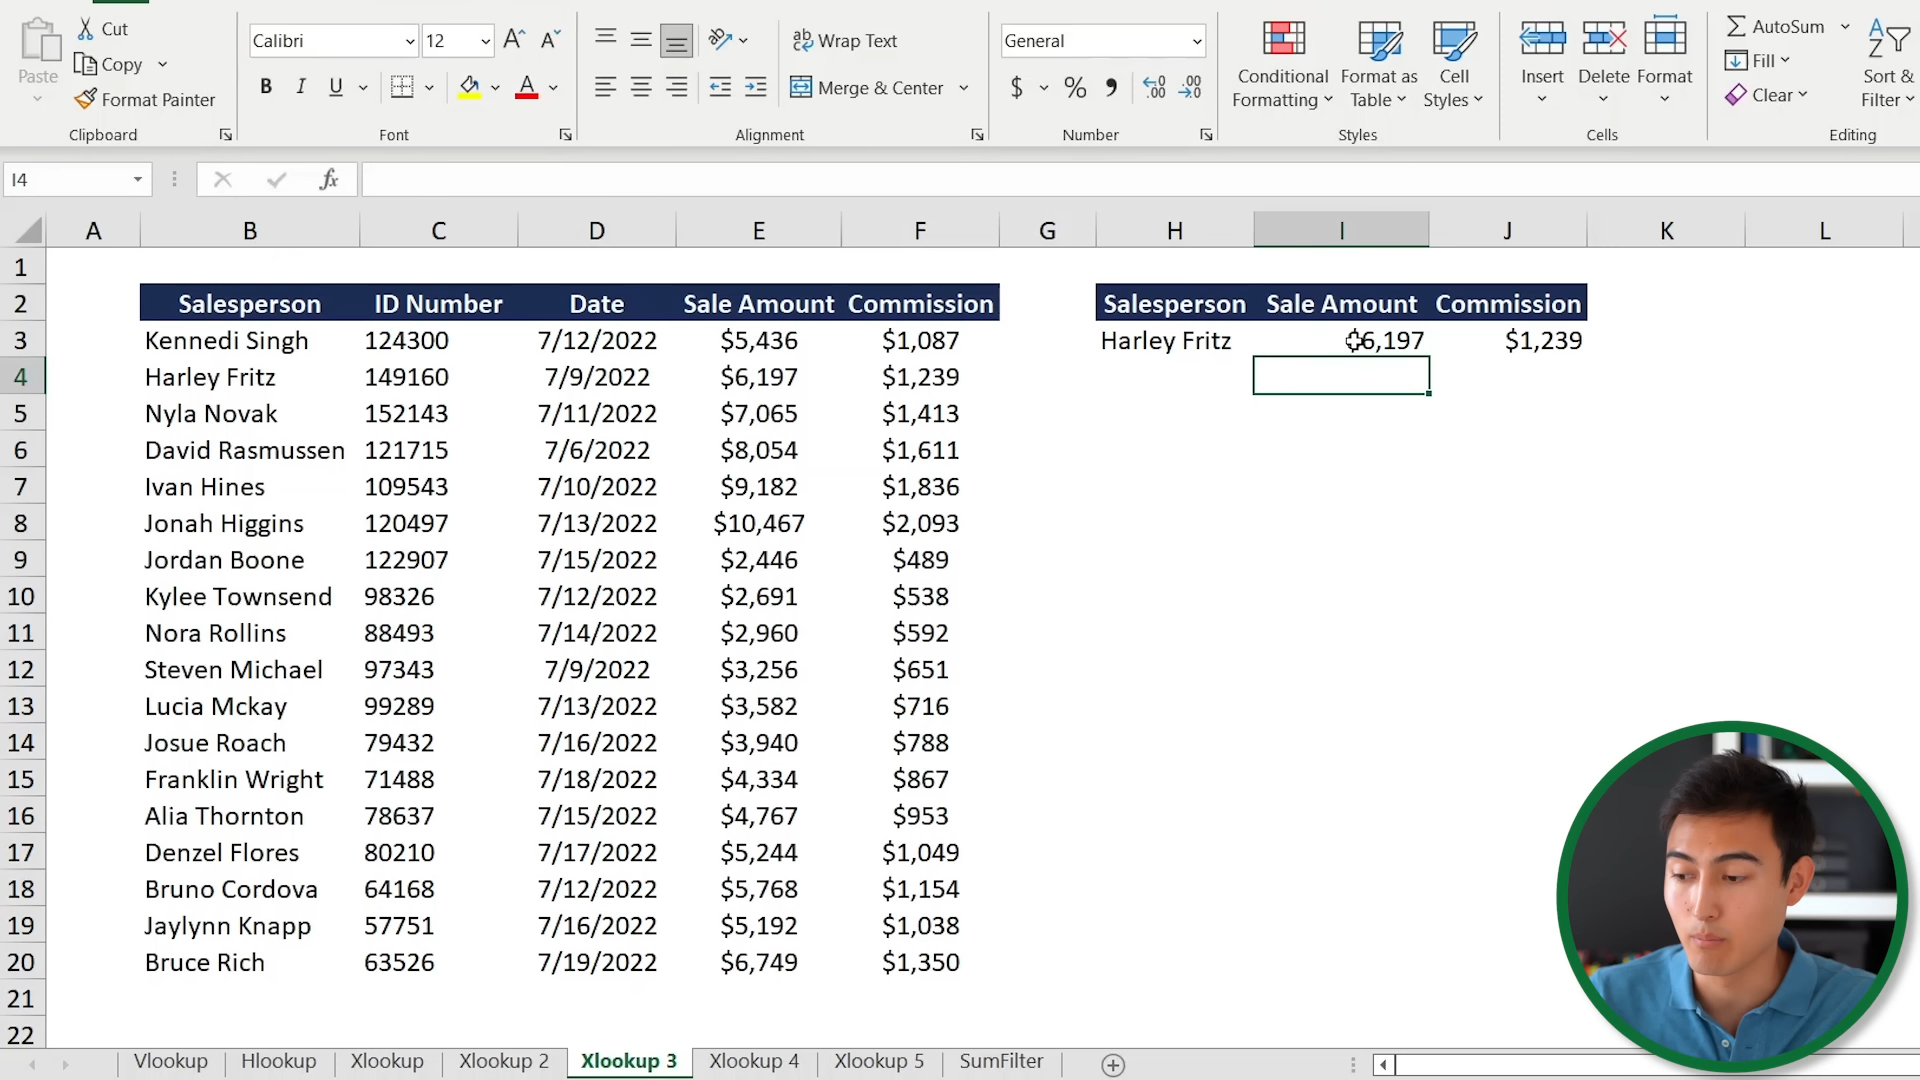 Cut
Copy
Format Painter
Paste
Clipboard
Calibri
12
A A
B I U
A
Font
ab
Wrap Text
Merge & Center
Alignment
General
$ % , .00 .00
Number
Conditional Formatting
Format as Table
Cell Styles
Styles
Insert
Delete
Format
Cells
AutoSum
Fill
Clear
Sort & Filter
Editing
I4
fx
A B C D E F G H I J K L
1
2 Salesperson ID Number Date Sale Amount Commission Salesperson Sale Amount Commission
3 Kennedi Singh 124300 7/12/2022 $5,436 $1,087 Harley Fritz $6,197 $1,239
4 Harley Fritz 149160 7/9/2022 $6,197 $1,239
5 Nyla Novak 152143 7/11/2022 $7,065 $1,413
6 David Rasmussen 121715 7/6/2022 $8,054 $1,611
7 Ivan Hines 109543 7/10/2022 $9,182 $1,836
8 Jonah Higgins 120497 7/13/2022 $10,467 $2,093
9 Jordan Boone 122907 7/15/2022 $2,446 $489
10 Kylee Townsend 98326 7/12/2022 $2,691 $538
11 Nora Rollins 88493 7/14/2022 $2,960 $592
12 Steven Michael 97343 7/9/2022 $3,256 $651
13 Lucia Mckay 99289 7/13/2022 $3,582 $716
14 Josue Roach 79432 7/16/2022 $3,940 $788
15 Franklin Wright 71488 7/18/2022 $4,334 $867
16 Alia Thornton 78637 7/15/2022 $4,767 $953
17 Denzel Flores 80210 7/17/2022 $5,244 $1,049
18 Bruno Cordova 64168 7/12/2022 $5,768 $1,154
19 Jaylynn Knapp 57751 7/16/2022 $5,192 $1,038
20 Bruce Rich 63526 7/19/2022 $6,749 $1,350
21
22
Vlookup Hlookup Xlookup Xlookup 2 Xlookup 3 Xlookup 4 Xlookup 5 SumFilter